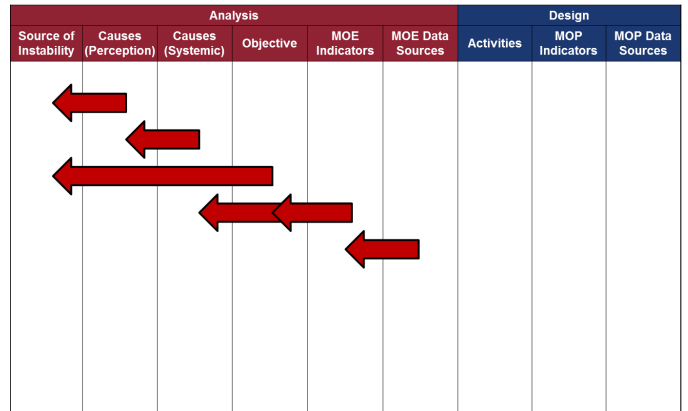 Analysis
Design
Source of
Instability
Causes
(Perception)
Causes
(Systemic)
Objective
MOE
Indicators
MOE Data
Sources
Activities
MOP
Indicators
MOP Data
Sources